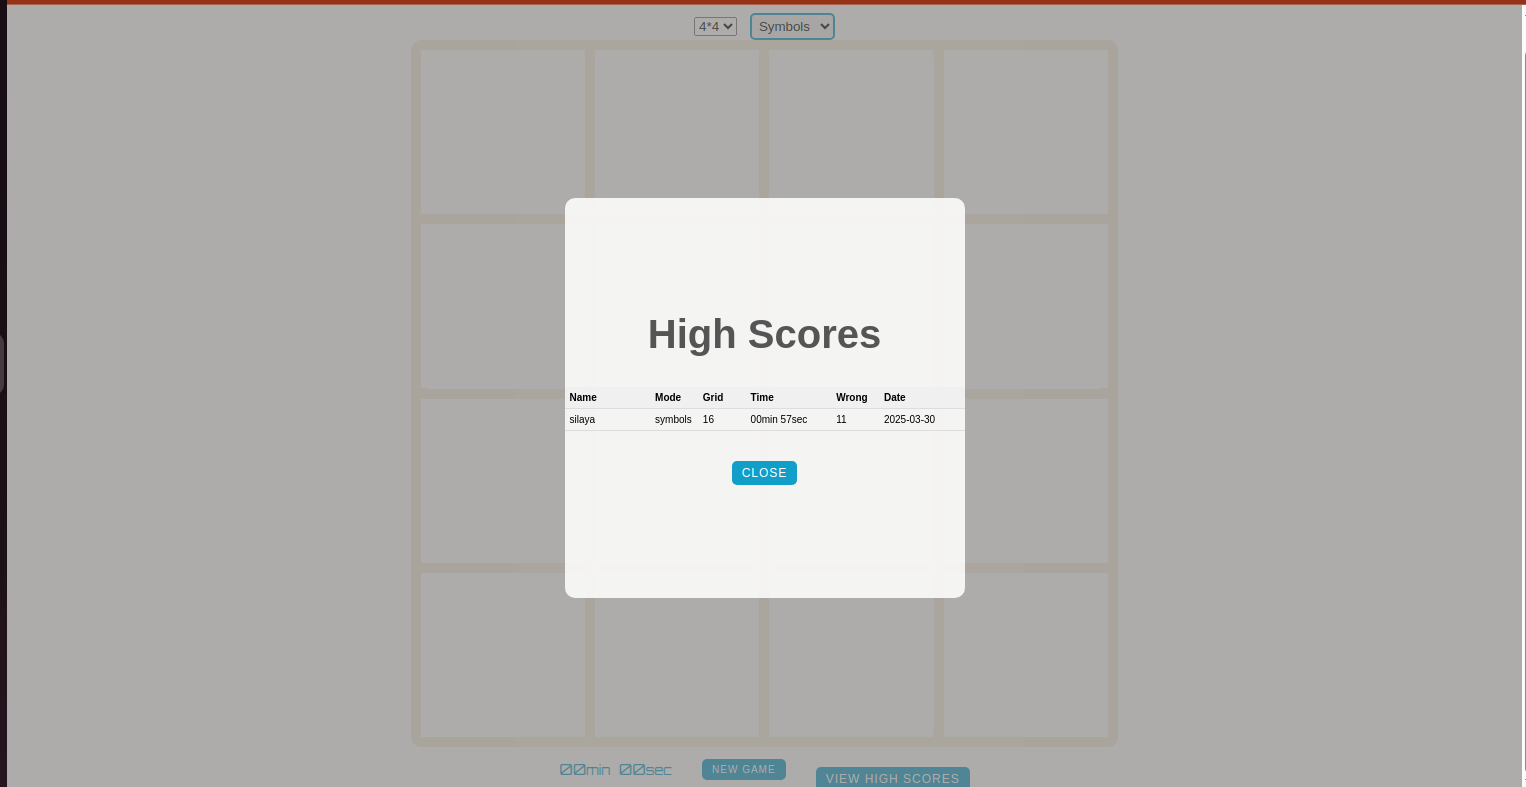 4*4 Symbols
High Scores
Name Mode Grid Time Wrong Date
silaya symbols 16 00min 57sec 11 2025-03-30
CLOSE
00min 00sec NEW GAME VIEW HIGH SCORES